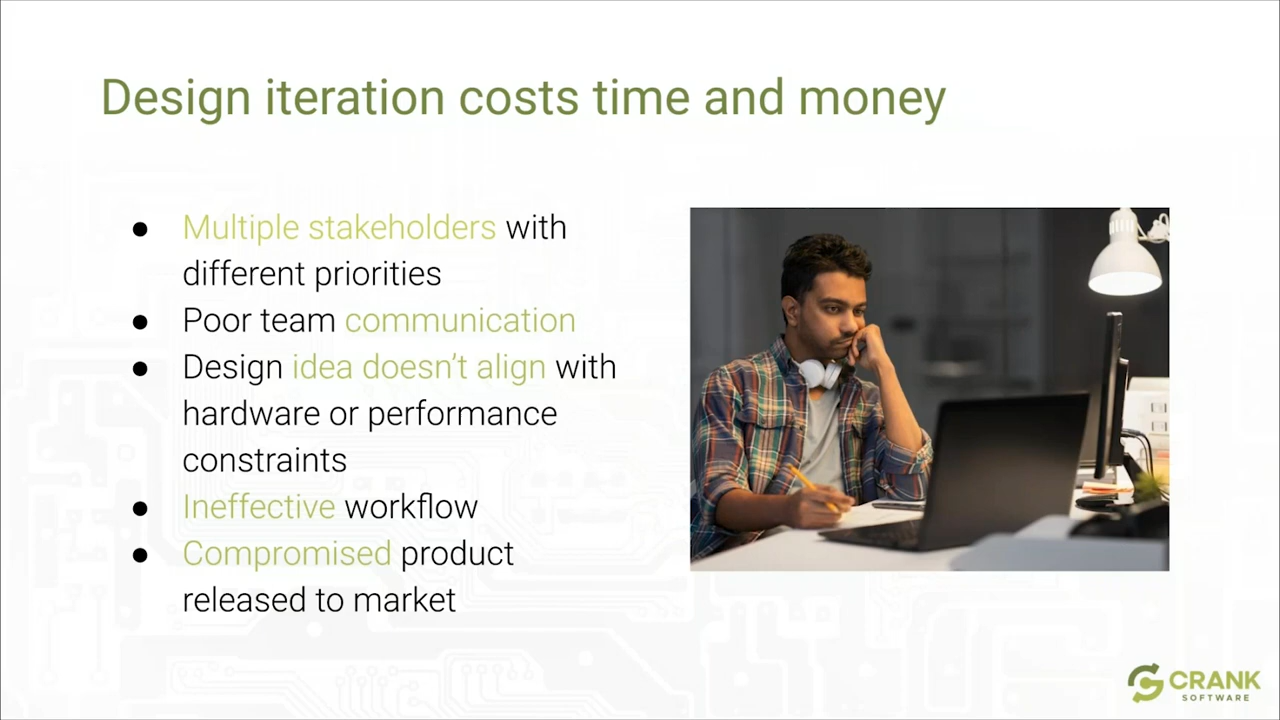 Design iteration costs time and money
● Multiple stakeholders with
different priorities
● Poor team communication
● Design idea doesn’t align with
hardware or performance
constraints
● Ineffective workflow
● Compromised product
released to market
CRANK
SOFTWARE